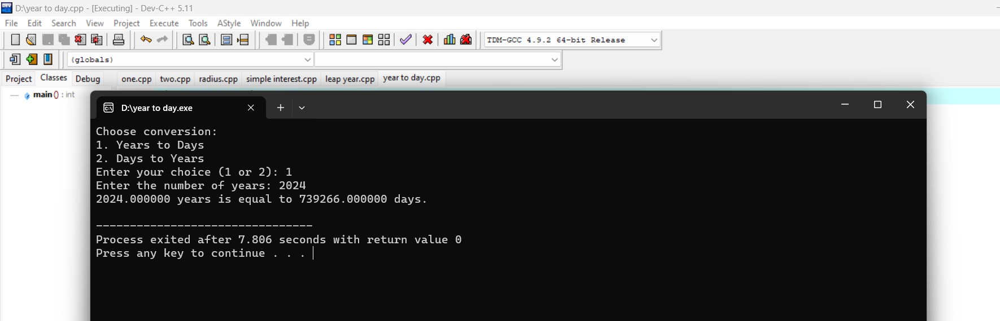 D:\year to day.cpp - [Executing] - Dev-C++ 5.11
File Edit Search View Project Execute Tools AStyle Window Help
TDM-GCC 4.9.2 64-bit Release
(globals)
Project Classes Debug one.cpp two.cpp radius.cpp simple interest.cpp leap year.cpp year to day.cpp
main () : int
D:\year to day.exe
Choose conversion:
1. Years to Days
2. Days to Years
Enter your choice (1 or 2): 1
Enter the number of years: 2024
2024.000000 years is equal to 739266.000000 days.
--------------------------------
Process exited after 7.806 seconds with return value 0
Press any key to continue . . .